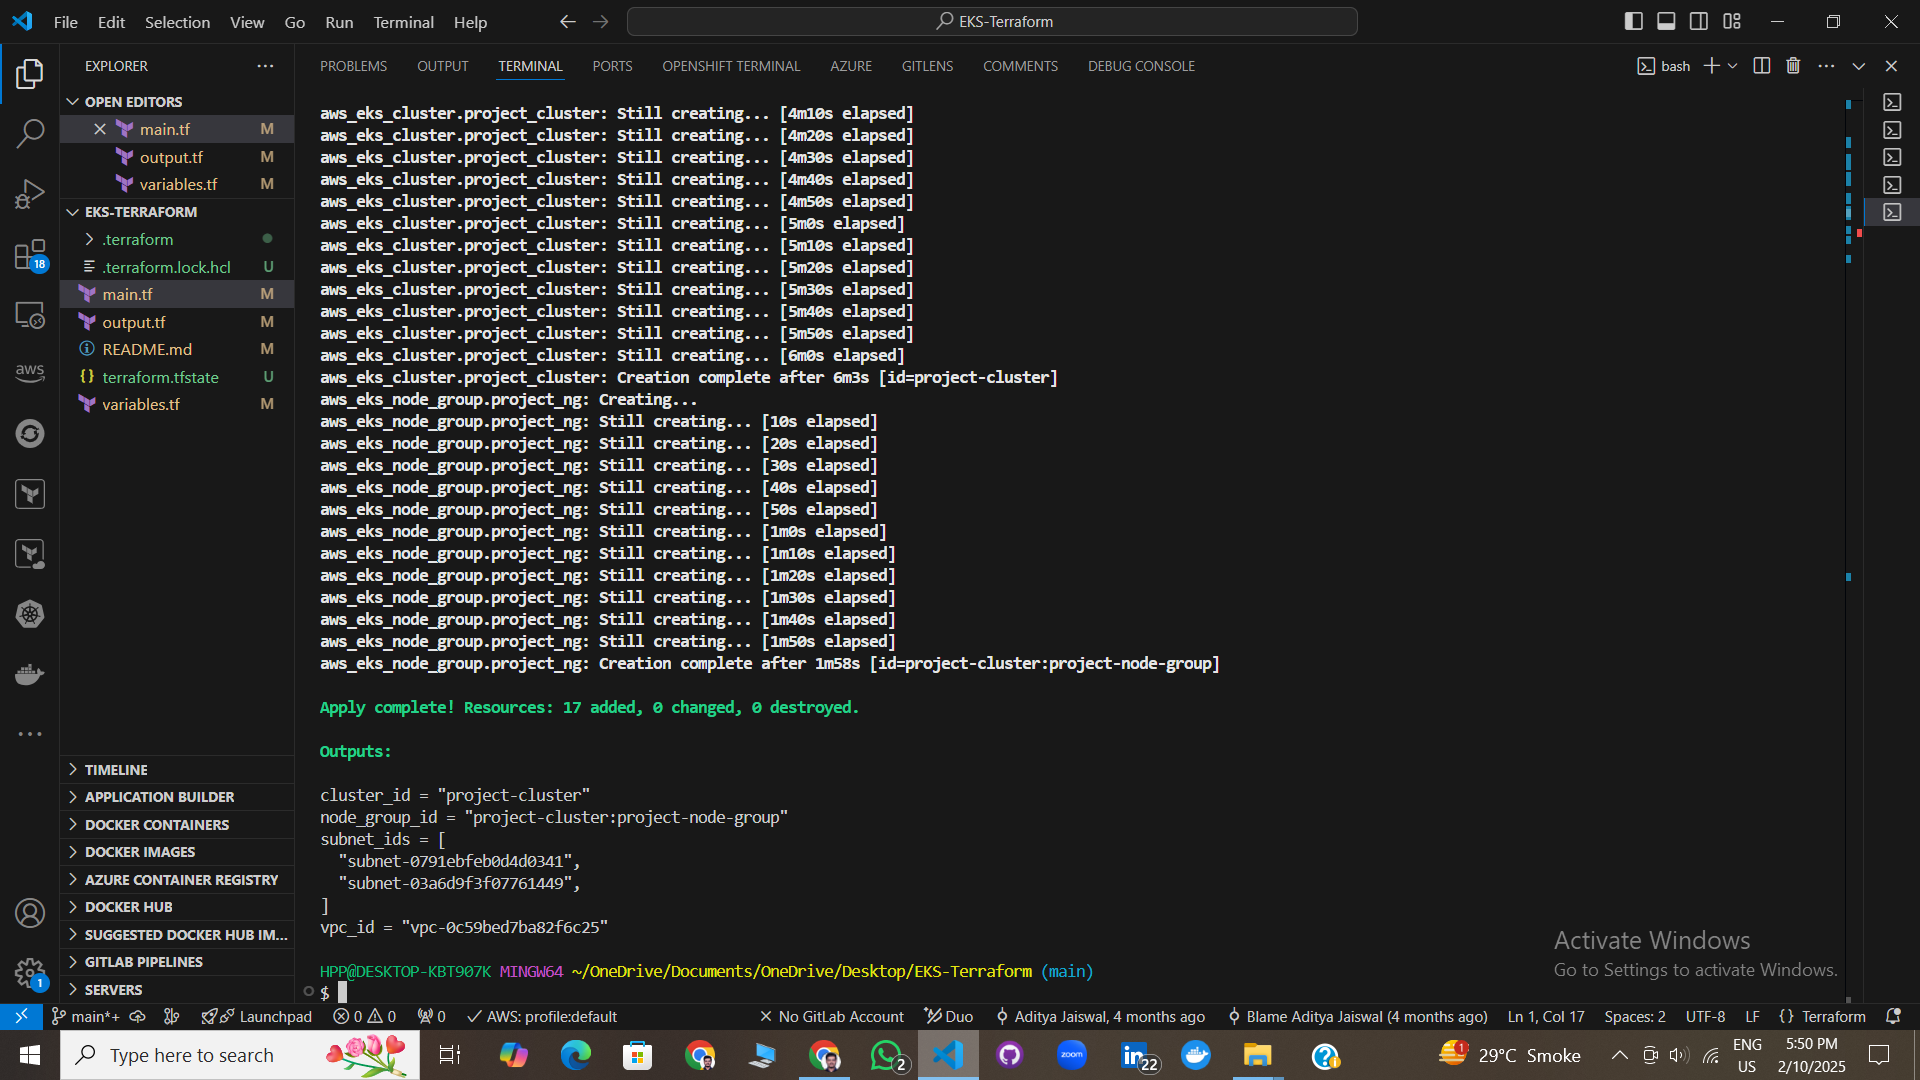 File Edit Selection View Go Run Terminal Help
EKS-Terraform
EXPLORER
OPEN EDITORS
main.tf M
output.tf M
variables.tf M
EKS-TERRAFORM
.terraform
.terraform.lock.hcl U
main.tf M
output.tf M
README.md M
terraform.tfstate U
variables.tf M
TIMELINE
APPLICATION BUILDER
DOCKER CONTAINERS
DOCKER IMAGES
AZURE CONTAINER REGISTRY
DOCKER HUB
SUGGESTED DOCKER HUB IM...
GITLAB PIPELINES
SERVERS
18
aws
1
PROBLEMS OUTPUT TERMINAL PORTS OPENSHIFT TERMINAL AZURE GITLENS COMMENTS DEBUG CONSOLE
bash
aws_eks_cluster.project_cluster: Still creating... [4m10s elapsed]
aws_eks_cluster.project_cluster: Still creating... [4m20s elapsed]
aws_eks_cluster.project_cluster: Still creating... [4m30s elapsed]
aws_eks_cluster.project_cluster: Still creating... [4m40s elapsed]
aws_eks_cluster.project_cluster: Still creating... [4m50s elapsed]
aws_eks_cluster.project_cluster: Still creating... [5m0s elapsed]
aws_eks_cluster.project_cluster: Still creating... [5m10s elapsed]
aws_eks_cluster.project_cluster: Still creating... [5m20s elapsed]
aws_eks_cluster.project_cluster: Still creating... [5m30s elapsed]
aws_eks_cluster.project_cluster: Still creating... [5m40s elapsed]
aws_eks_cluster.project_cluster: Still creating... [5m50s elapsed]
aws_eks_cluster.project_cluster: Still creating... [6m0s elapsed]
aws_eks_cluster.project_cluster: Creation complete after 6m3s [id=project-cluster]
aws_eks_node_group.project_ng: Creating...
aws_eks_node_group.project_ng: Still creating... [10s elapsed]
aws_eks_node_group.project_ng: Still creating... [20s elapsed]
aws_eks_node_group.project_ng: Still creating... [30s elapsed]
aws_eks_node_group.project_ng: Still creating... [40s elapsed]
aws_eks_node_group.project_ng: Still creating... [50s elapsed]
aws_eks_node_group.project_ng: Still creating... [1m0s elapsed]
aws_eks_node_group.project_ng: Still creating... [1m10s elapsed]
aws_eks_node_group.project_ng: Still creating... [1m20s elapsed]
aws_eks_node_group.project_ng: Still creating... [1m30s elapsed]
aws_eks_node_group.project_ng: Still creating... [1m40s elapsed]
aws_eks_node_group.project_ng: Still creating... [1m50s elapsed]
aws_eks_node_group.project_ng: Creation complete after 1m58s [id=project-cluster:project-node-group]
Apply complete! Resources: 17 added, 0 changed, 0 destroyed.
Outputs:
cluster_id = "project-cluster"
node_group_id = "project-cluster:project-node-group"
subnet_ids = [
"subnet-0791ebfeb0d4d0341",
"subnet-03a6d9f3f07761449",
]
vpc_id = "vpc-0c59bed7ba82f6c25"
HPP@DESKTOP-KBT907K MINGW64 ~/OneDrive/Documents/OneDrive/Desktop/EKS-Terraform (main)
$
Activate Windows
Go to Settings to activate Windows.
main*+ Launchpad 0 0 0 AWS: profile:default No GitLab Account Duo Aditya Jaiswal, 4 months ago Blame Aditya Jaiswal (4 months ago) Ln 1, Col 17 Spaces: 2 UTF-8 LF {} Terraform
Type here to search
zoom
2
22
1
29°C Smoke
ENG
US
5:50 PM
2/10/2025